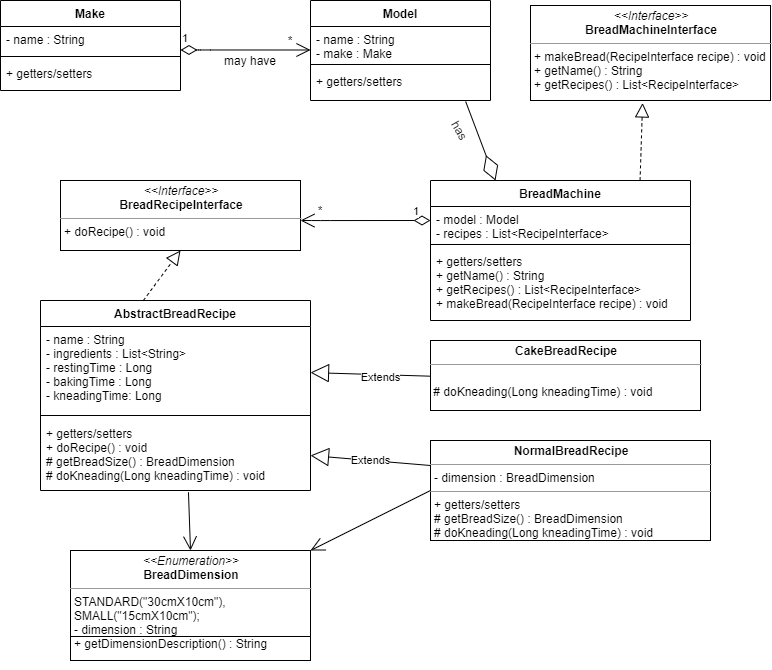 Make
- name : String
+ getters/setters
1
*
may have
Model
- name : String
- make : Make
+ getters/setters
<<Interface>>
BreadMachineInterface
+ makeBread(RecipeInterface recipe) : void
+ getName() : String
+ getRecipes() : List<RecipeInterface>
has
<<Interface>>
BreadRecipeInterface
+ doRecipe() : void
*
1
BreadMachine
- model : Model
- recipes : List<RecipeInterface>
+ getters/setters
+ getName() : String
+ getRecipes() : List<RecipeInterface>
+ makeBread(RecipeInterface recipe) : void
AbstractBreadRecipe
- name : String
- ingredients : List<String>
- restingTime : Long
- bakingTime : Long
- kneadingTime: Long
+ getters/setters
+ doRecipe() : void
# getBreadSize() : BreadDimension
# doKneading(Long kneadingTime) : void
Extends
CakeBreadRecipe
# doKneading(Long kneadingTime) : void
Extends
NormalBreadRecipe
- dimension : BreadDimension
+ getters/setters
# getBreadSize() : BreadDimension
# doKneading(Long kneadingTime) : void
<<Enumeration>>
BreadDimension
STANDARD("30cmX10cm"),
SMALL("15cmX10cm");
- dimension : String
+ getDimensionDescription() : String